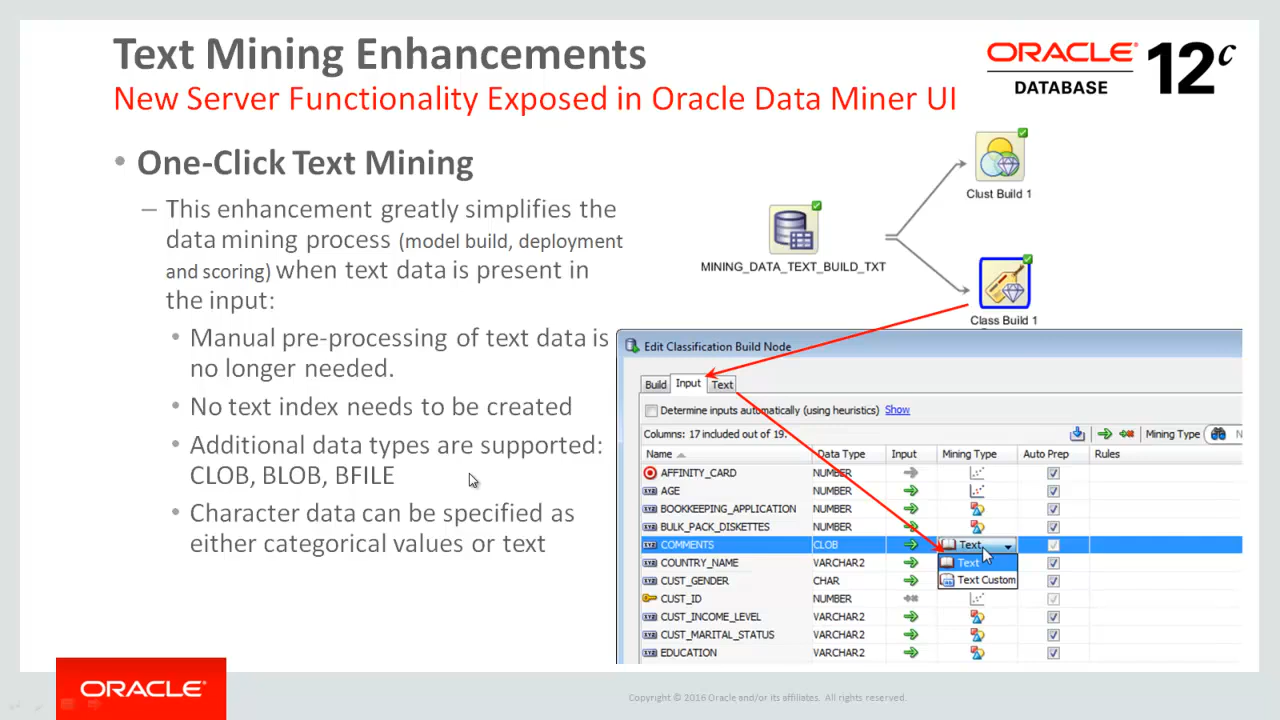 Text Mining Enhancements
New Server Functionality Exposed in Oracle Data Miner UI
ORACLE®
DATABASE
12c
• One-Click Text Mining
– This enhancement greatly simplifies the
data mining process (model build, deployment
and scoring) when text data is present in
the input:
• Manual pre-processing of text data is
no longer needed.
• No text index needs to be created
• Additional data types are supported:
CLOB, BLOB, BFILE
• Character data can be specified as
either categorical values or text
Clust Build 1
MINING_DATA_TEXT_BUILD_TXT
Class Build 1
Edit Classification Build Node
Build Input Text
Determine inputs automatically (using heuristics) Show
Columns: 17 included out of 19. Mining Type
Name Data Type Input Mining Type Auto Prep Rules
AFFINITY_CARD NUMBER
AGE NUMBER
BOOKKEEPING_APPLICATION NUMBER
BULK_PACK_DISKETTES NUMBER
COMMENTS CLOB Text
COUNTRY_NAME VARCHAR2 Text
CUST_GENDER CHAR Text Custom
CUST_ID NUMBER
CUST_INCOME_LEVEL VARCHAR2
CUST_MARITAL_STATUS VARCHAR2
EDUCATION VARCHAR2
ORACLE®
Copyright © 2016 Oracle and/or its affiliates. All rights reserved.